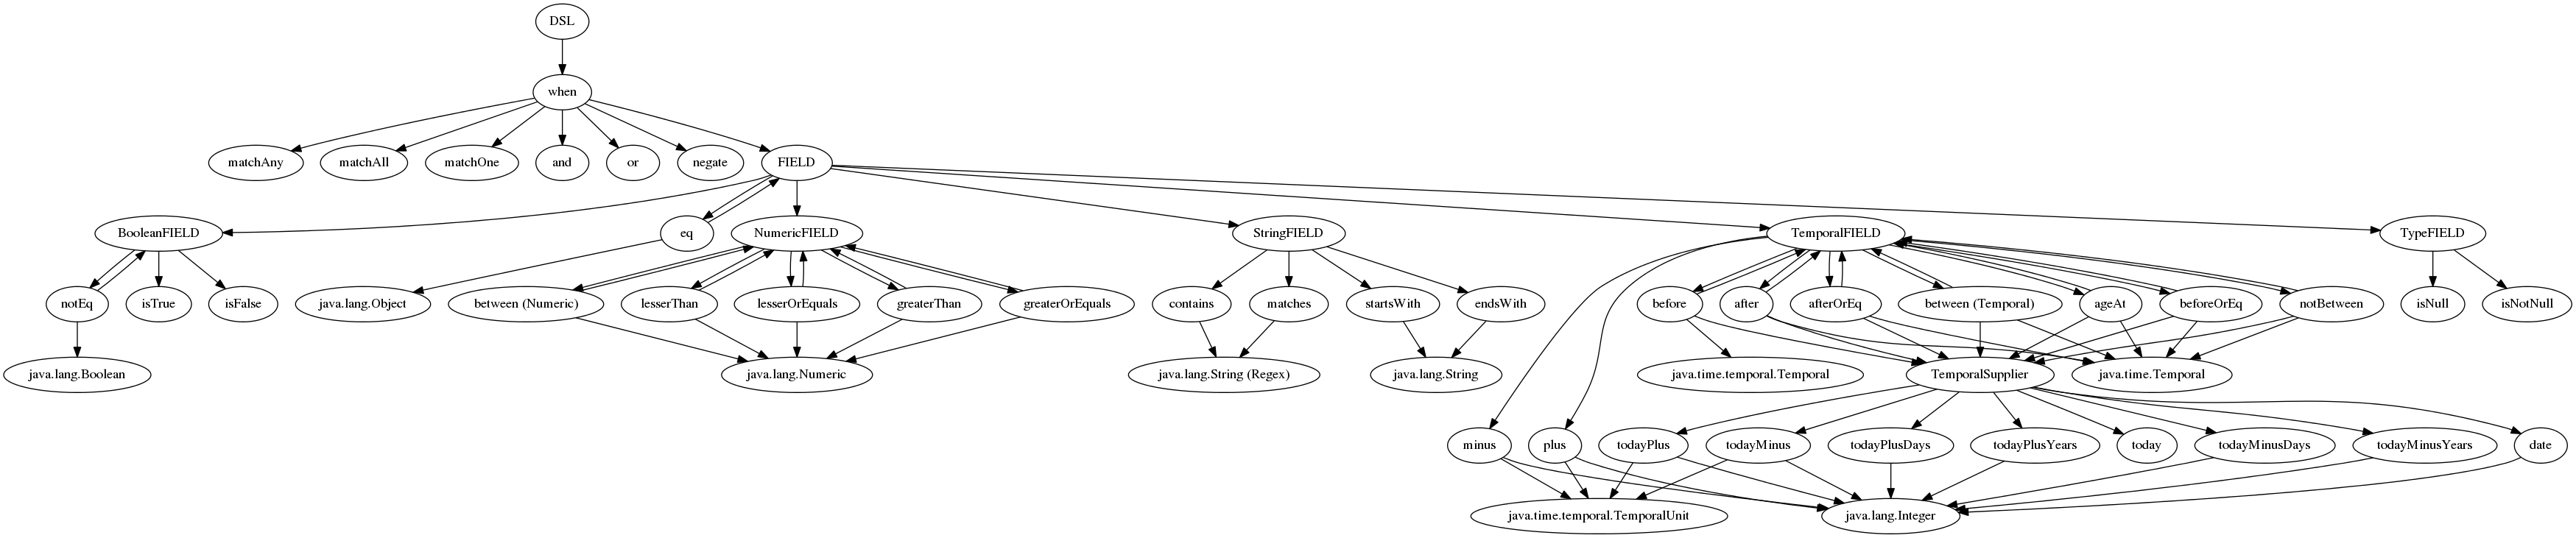 DSL
when
matchAny
matchAll
matchOne
and
or
negate
FIELD
BooleanFIELD
eq
NumericFIELD
StringFIELD
TemporalFIELD
TypeFIELD
notEq
isTrue
isFalse
java.lang.Object
between (Numeric)
lesserThan
lesserOrEquals
greaterThan
greaterOrEquals
contains
matches
startsWith
endsWith
before
after
afterOrEq
between (Temporal)
ageAt
beforeOrEq
notBetween
isNull
isNotNull
java.lang.Boolean
java.lang.Numeric
java.lang.String (Regex)
java.lang.String
java.time.temporal.Temporal
TemporalSupplier
java.time.Temporal
minus
plus
todayPlus
todayMinus
todayPlusDays
todayPlusYears
today
todayMinusDays
todayMinusYears
date
java.time.temporal.TemporalUnit
java.lang.Integer